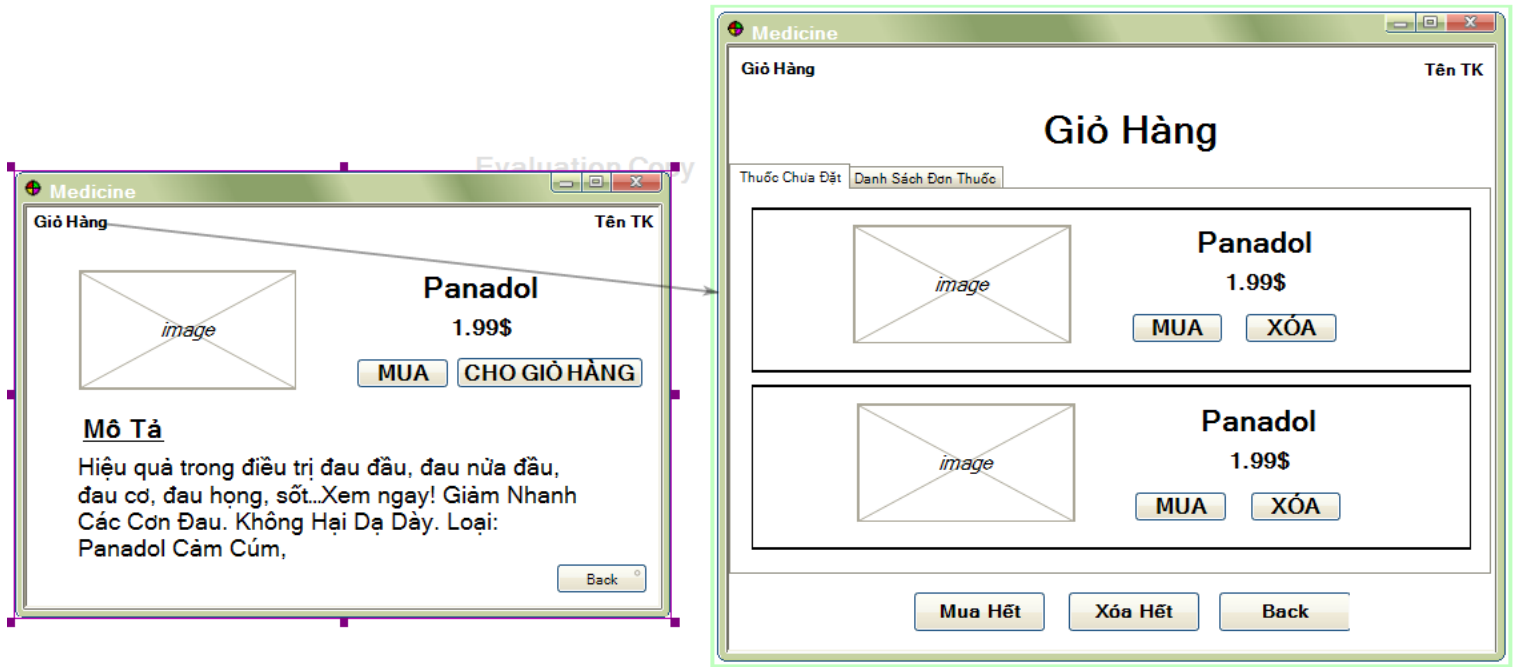 Evaluation Copy
Medicine
Giỏ Hàng
Tên TK
image
Panadol
1.99$
MUA
CHO GIỎ HÀNG
Mô Tả
Hiệu quả trong điều trị đau đầu, đau nửa đầu,
đau cơ, đau họng, sốt...Xem ngay! Giảm Nhanh
Các Cơn Đau. Không Hại Dạ Dày. Loại:
Panadol Cảm Cúm,
Back
Medicine
Giỏ Hàng
Tên TK
Giỏ Hàng
Thuốc Chưa Đặt
Danh Sách Đơn Thuốc
image
Panadol
1.99$
MUA
XÓA
image
Panadol
1.99$
MUA
XÓA
Mua Hết
Xóa Hết
Back